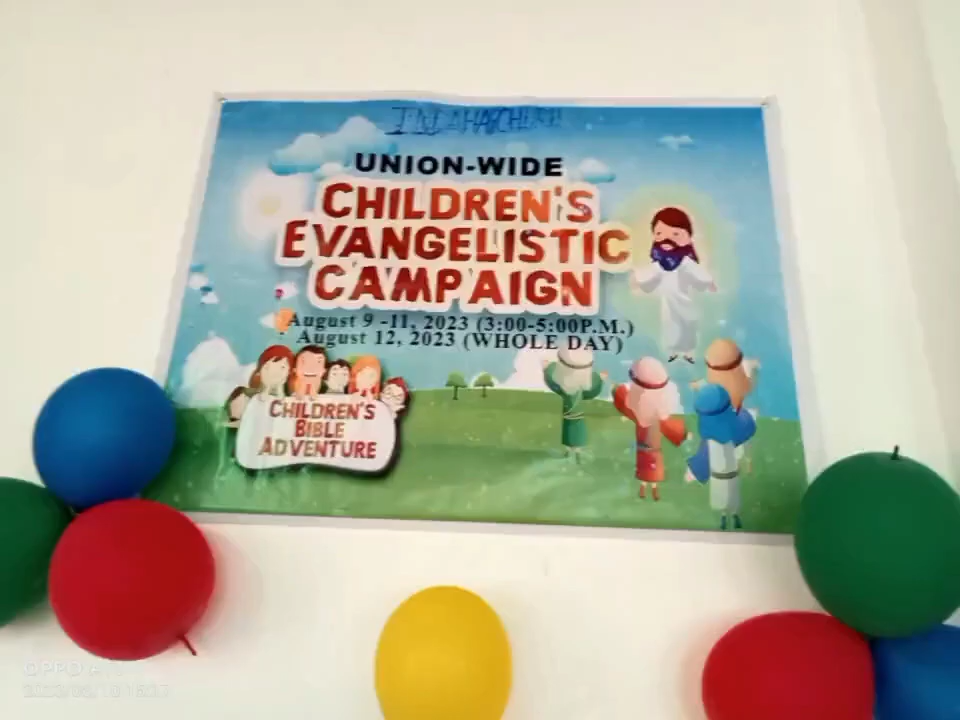 UNION-WIDE
CHILDREN'S
EVANGELISTIC
CAMPAIGN
August 9 -11, 2023 (3:00-5:00P.M.)
August 12, 2023 (WHOLE DAY)
CHILDREN'S
BIBLE
ADVENTURE
OPPO